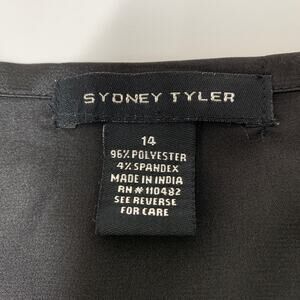 SYDNEY TYLER
14
96% POLYESTER
4% SPANDEX
MADE IN INDIA
RN # 110482
SEE REVERSE
FOR CARE